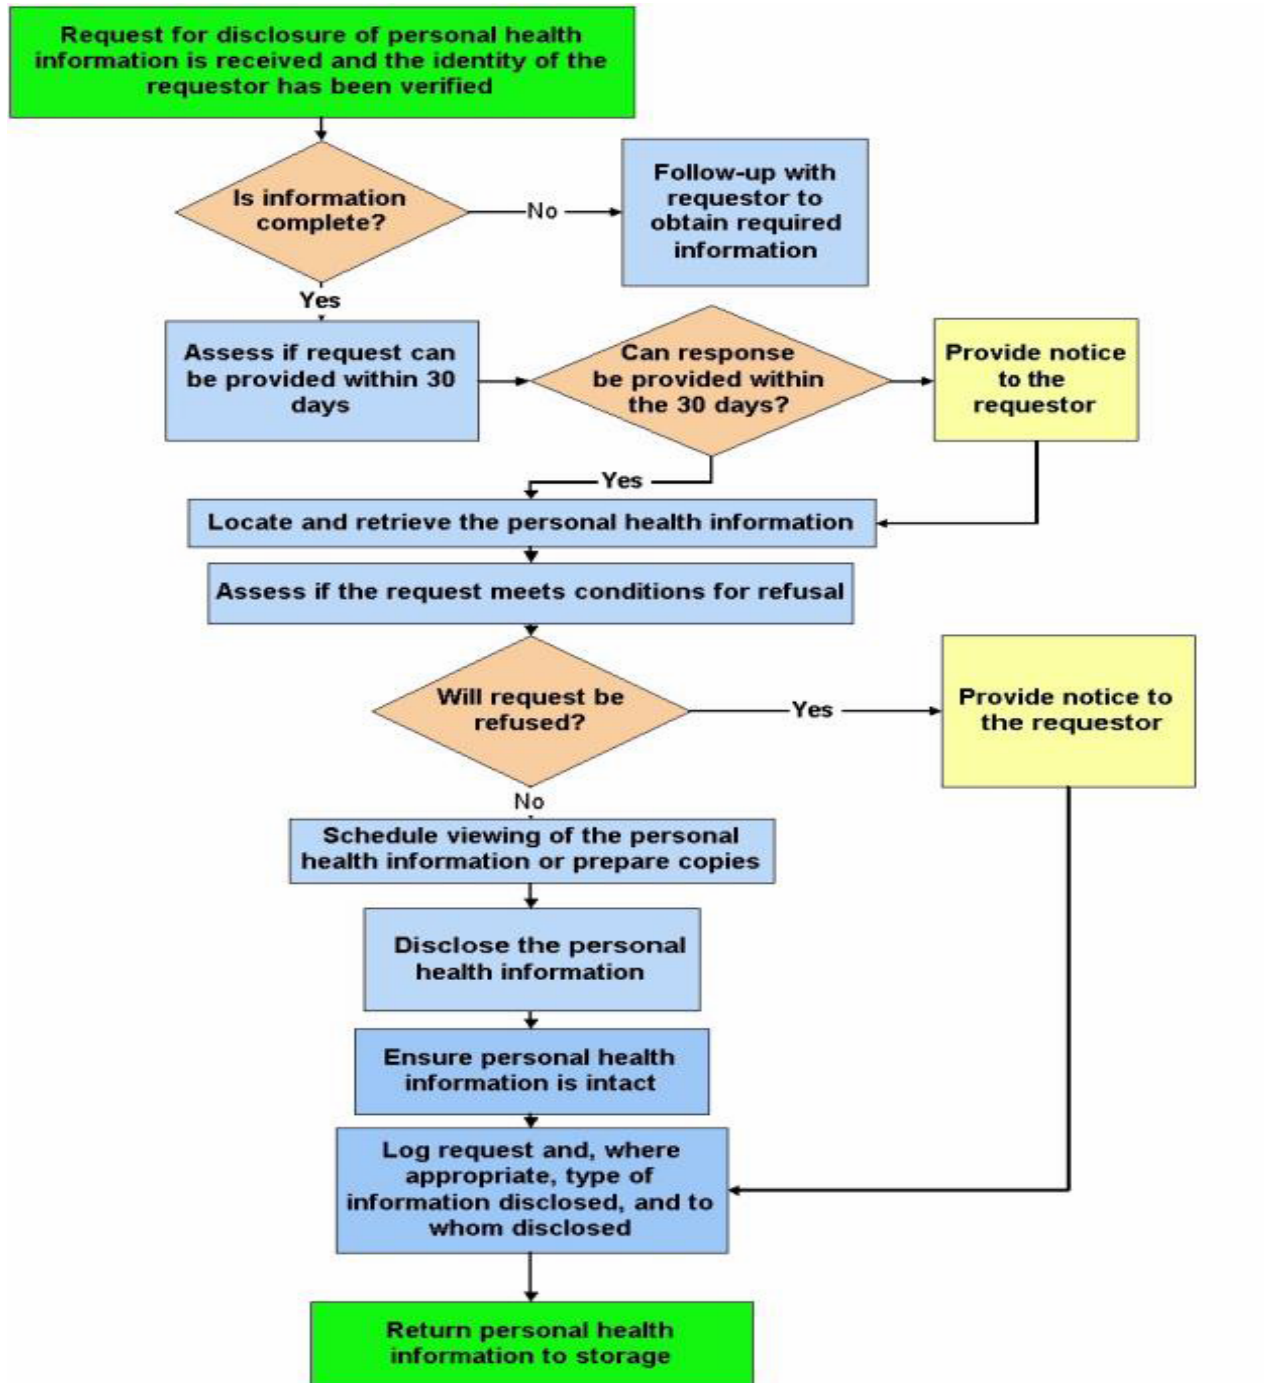 Request for disclosure of personal health
information is received and the identity of the
requestor has been verified
Is information
complete?
No
Follow-up with
requestor to
obtain required
information
Yes
Assess if request can
be provided within 30
days
Can response
be provided within
the 30 days?
Provide notice
to the
requestor
Yes
Locate and retrieve the personal health information
Assess if the request meets conditions for refusal
Will request be
refused?
Yes
Provide notice to
the requestor
No
Schedule viewing of the personal
health information or prepare copies
Disclose the personal
health information
Ensure personal health
information is intact
Log request and, where
appropriate, type of
information disclosed, and to
whom disclosed
Return personal health
information to storage